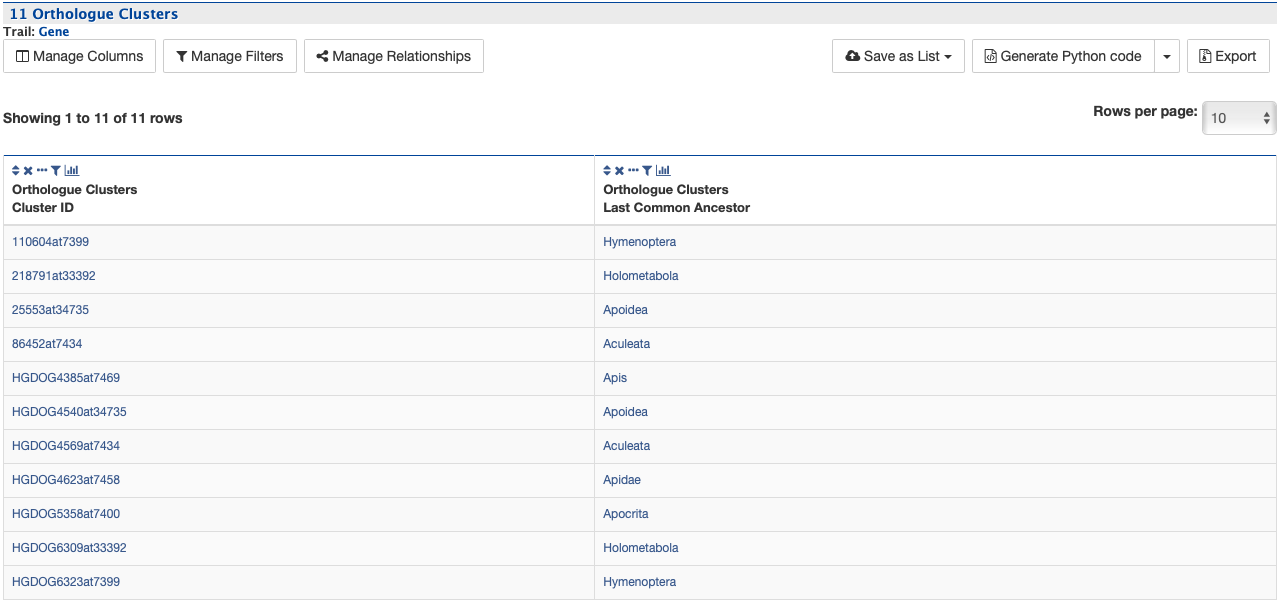 11 Orthologue Clusters
Trail: Gene
Manage Columns Manage Filters Manage Relationships Save as List Generate Python code Export
Showing 1 to 11 of 11 rows Rows per page: 10
Orthologue Clusters Orthologue Clusters
Cluster ID Last Common Ancestor
110604at7399 Hymenoptera
218791at33392 Holometabola
25553at34735 Apoidea
86452at7434 Aculeata
HGDOG4385at7469 Apis
HGDOG4540at34735 Apoidea
HGDOG4569at7434 Aculeata
HGDOG4623at7458 Apidae
HGDOG5358at7400 Apocrita
HGDOG6309at33392 Holometabola
HGDOG6323at7399 Hymenoptera